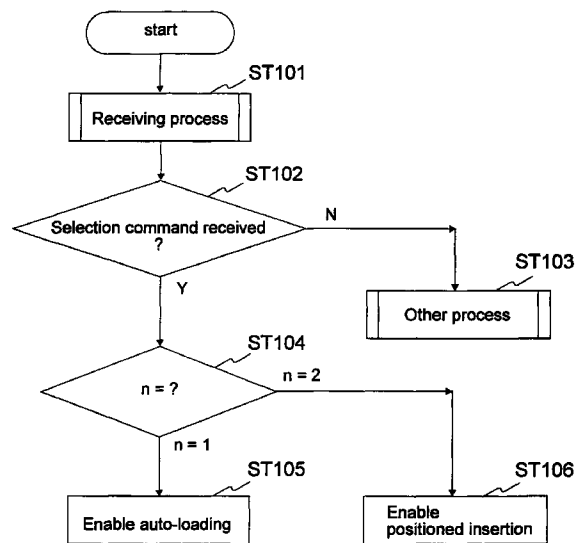 start
ST101
Receiving process
ST102
Selection command received
?
N
ST103
Y
Other process
ST104
n = ?
n = 2
n = 1
ST105
ST106
Enable auto-loading
Enable
positioned insertion